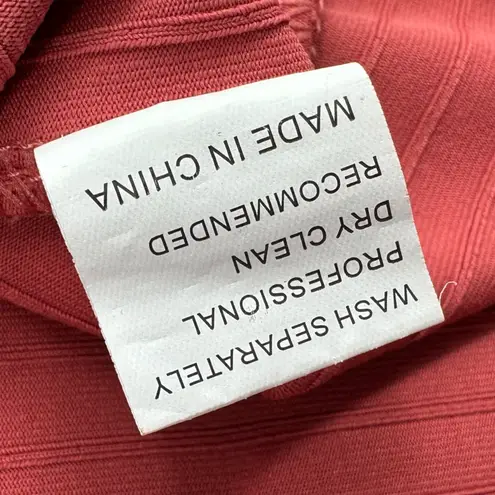 WASH SEPARATELY
PROFESSIONAL
DRY CLEAN
RECOMMENDED
MADE IN CHINA